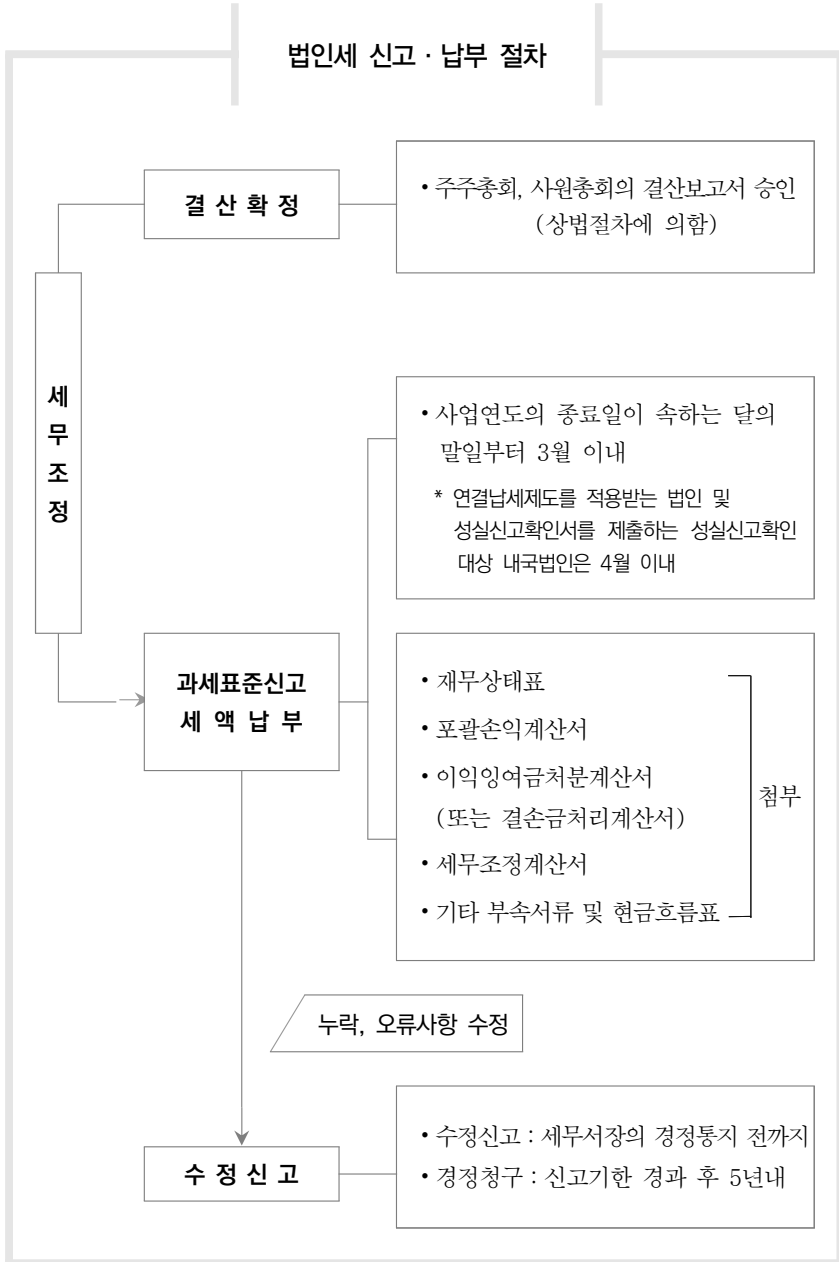 법인세 신고 · 납부 절차
결 산 확 정
• 주주총회, 사원총회의 결산보고서 승인
(상법절차에 의함)
세
무
조
정
• 사업연도의 종료일이 속하는 달의
말일부터 3월 이내
* 연결납세제도를 적용받는 법인 및
성실신고확인서를 제출하는 성실신고확인
대상 내국법인은 4월 이내
과세표준신고
세 액 납 부
• 재무상태표
• 포괄손익계산서
• 이익잉여금처분계산서
(또는 결손금처리계산서)
• 세무조정계산서
• 기타 부속서류 및 현금흐름표
첨부
누락, 오류사항 수정
수 정 신 고
• 수정신고 : 세무서장의 경정통지 전까지
• 경정청구 : 신고기한 경과 후 5년내